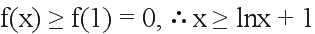 f(x) ≥ f(1) = 0, ∴ x ≥ lnx + 1